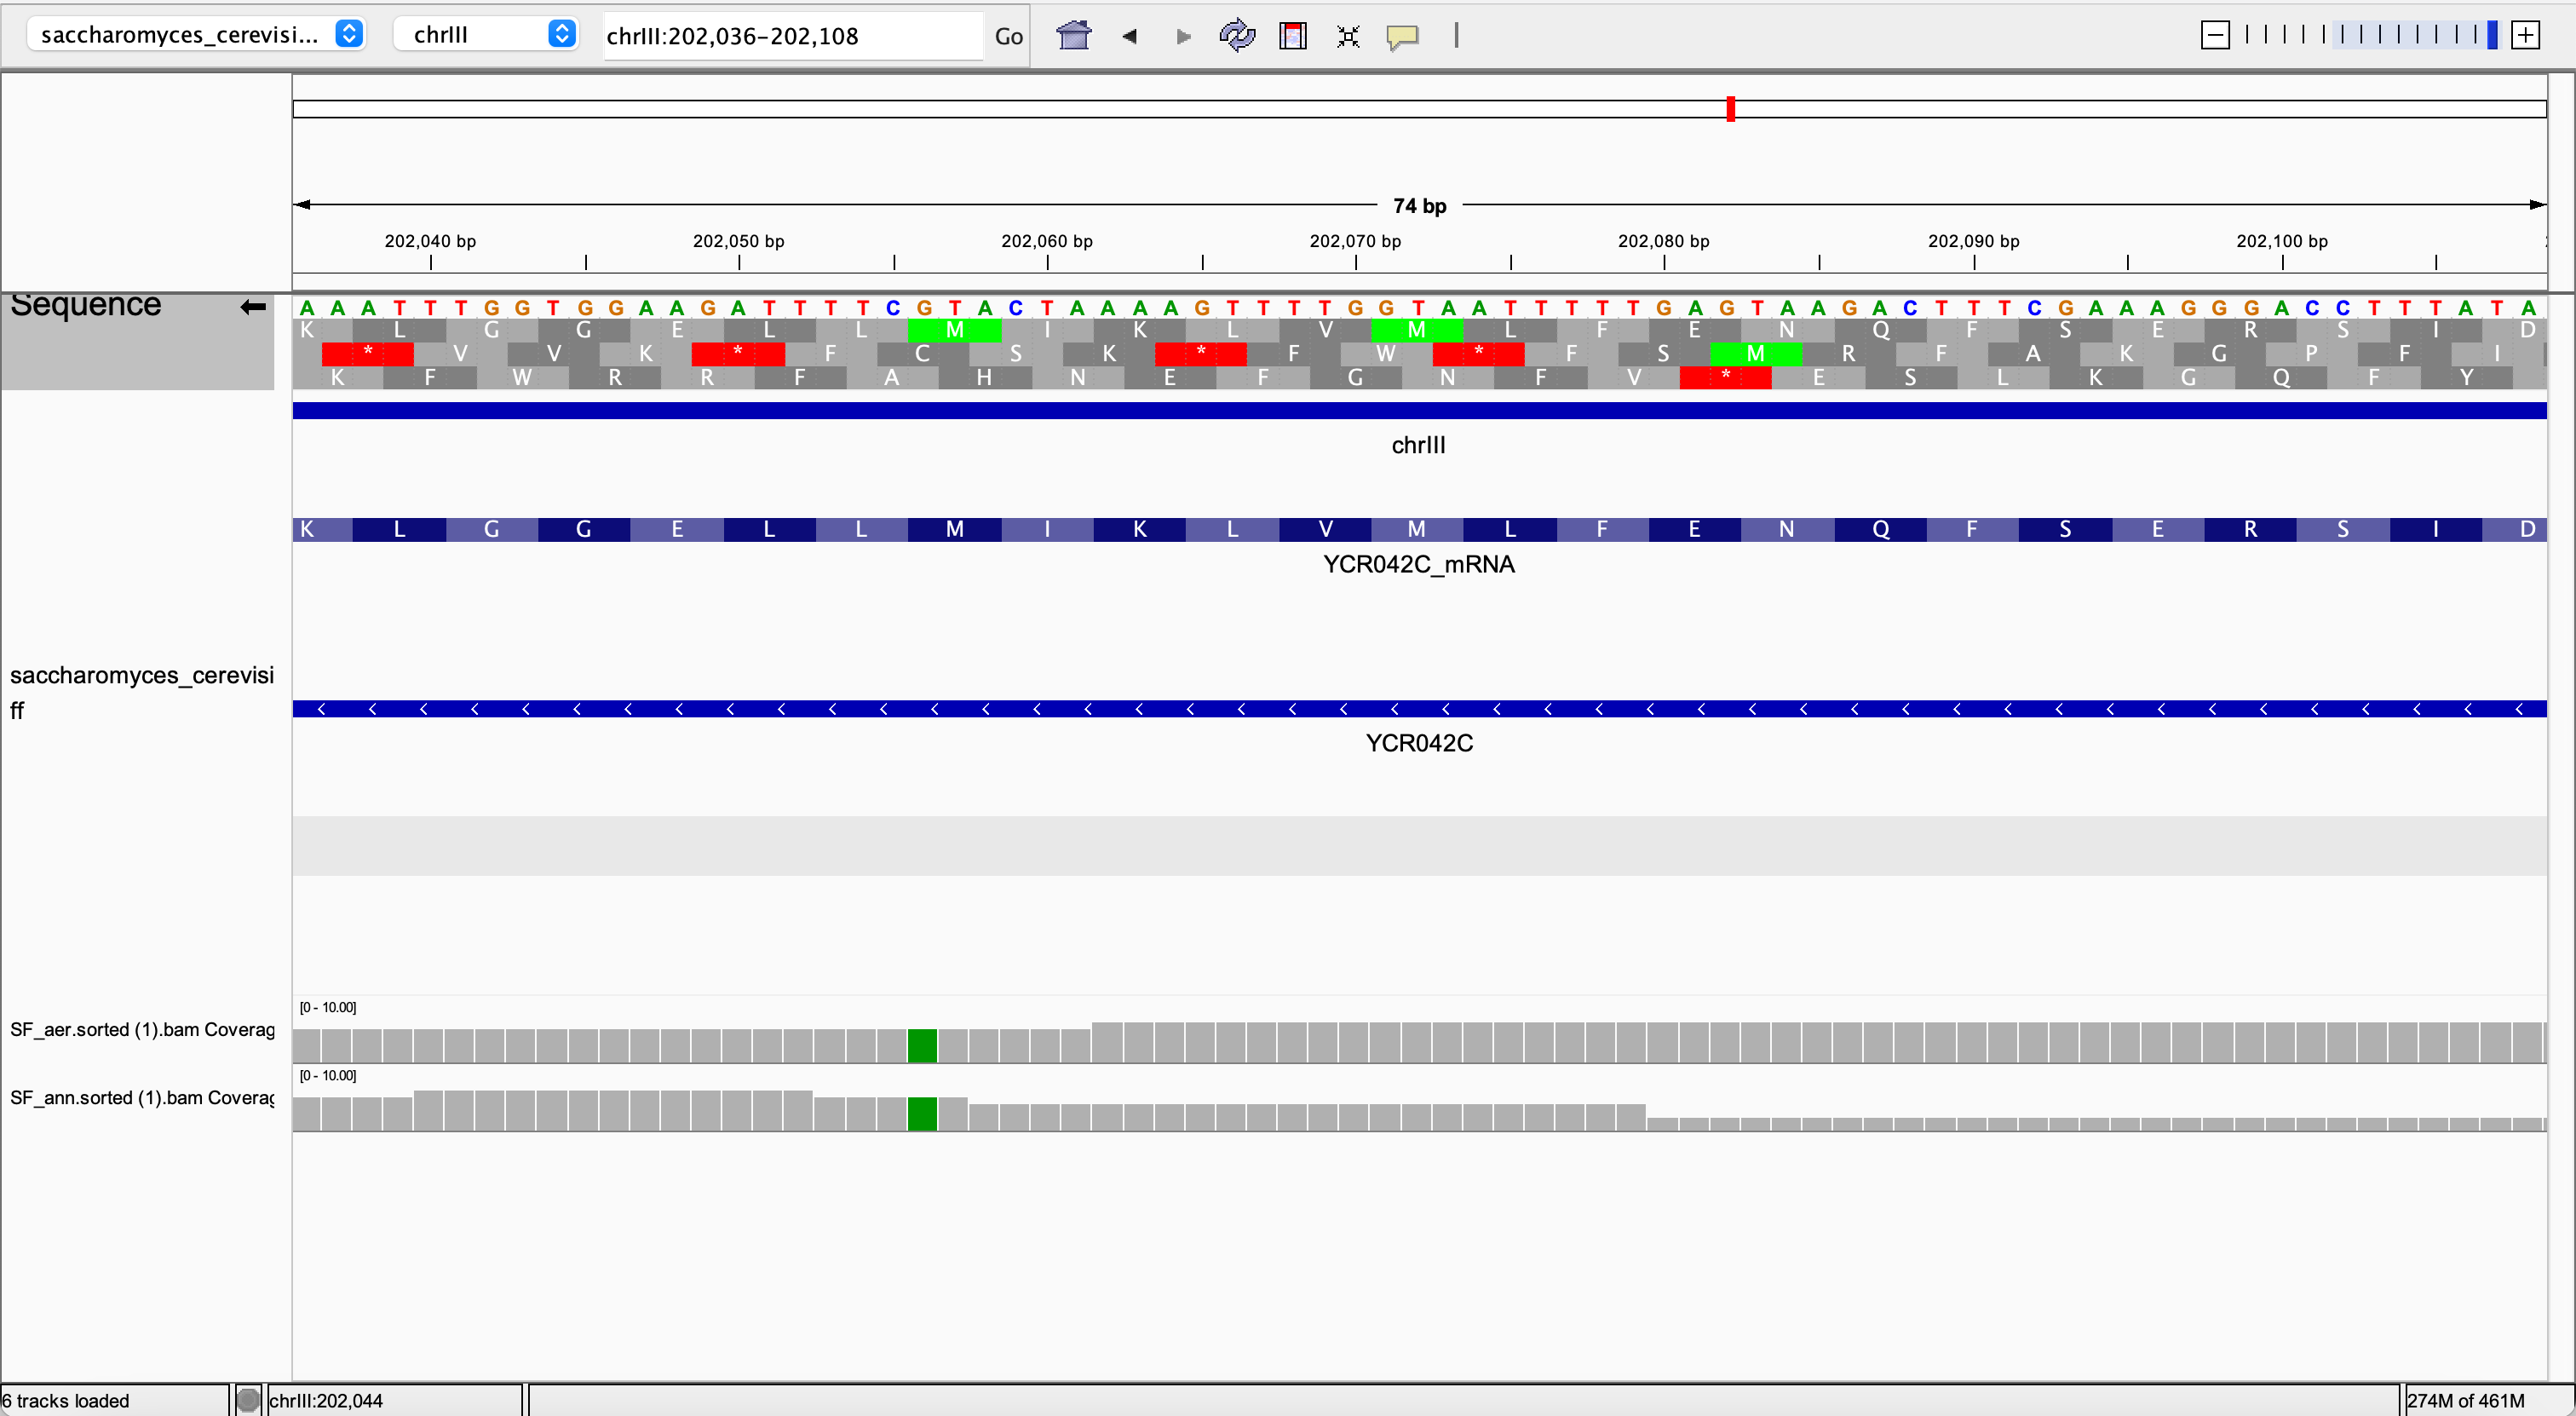 saccharomyces_cerevisi... chrIII chrIII:202,036-202,108 Go
74 bp
202,040 bp 202,050 bp 202,060 bp 202,070 bp 202,080 bp 202,090 bp 202,100 bp
Sequence
A A A T T T G G T G G A A G A T T T T C G T A C T A A A A G T T T T G G T A A T T T T T G A G T A A G A C T T T C G A A A G G G A C C T T T A T A
K L G G E L L M I K L V M L F E N Q F S E R S I D
* V V K * F C S K * F W * F S M R F A K G P F I
K F W R R F A H N E F G N F V * E S L K G Q F Y
chrIII
K L G G E L L M I K L V M L F E N Q F S E R S I D
YCR042C_mRNA
saccharomyces_cerevisi
ff
YCR042C
[0 - 10.00]
SF_aer.sorted (1).bam Coverag
[0 - 10.00]
SF_ann.sorted (1).bam Coverag
6 tracks loaded chrIII:202,044 274M of 461M